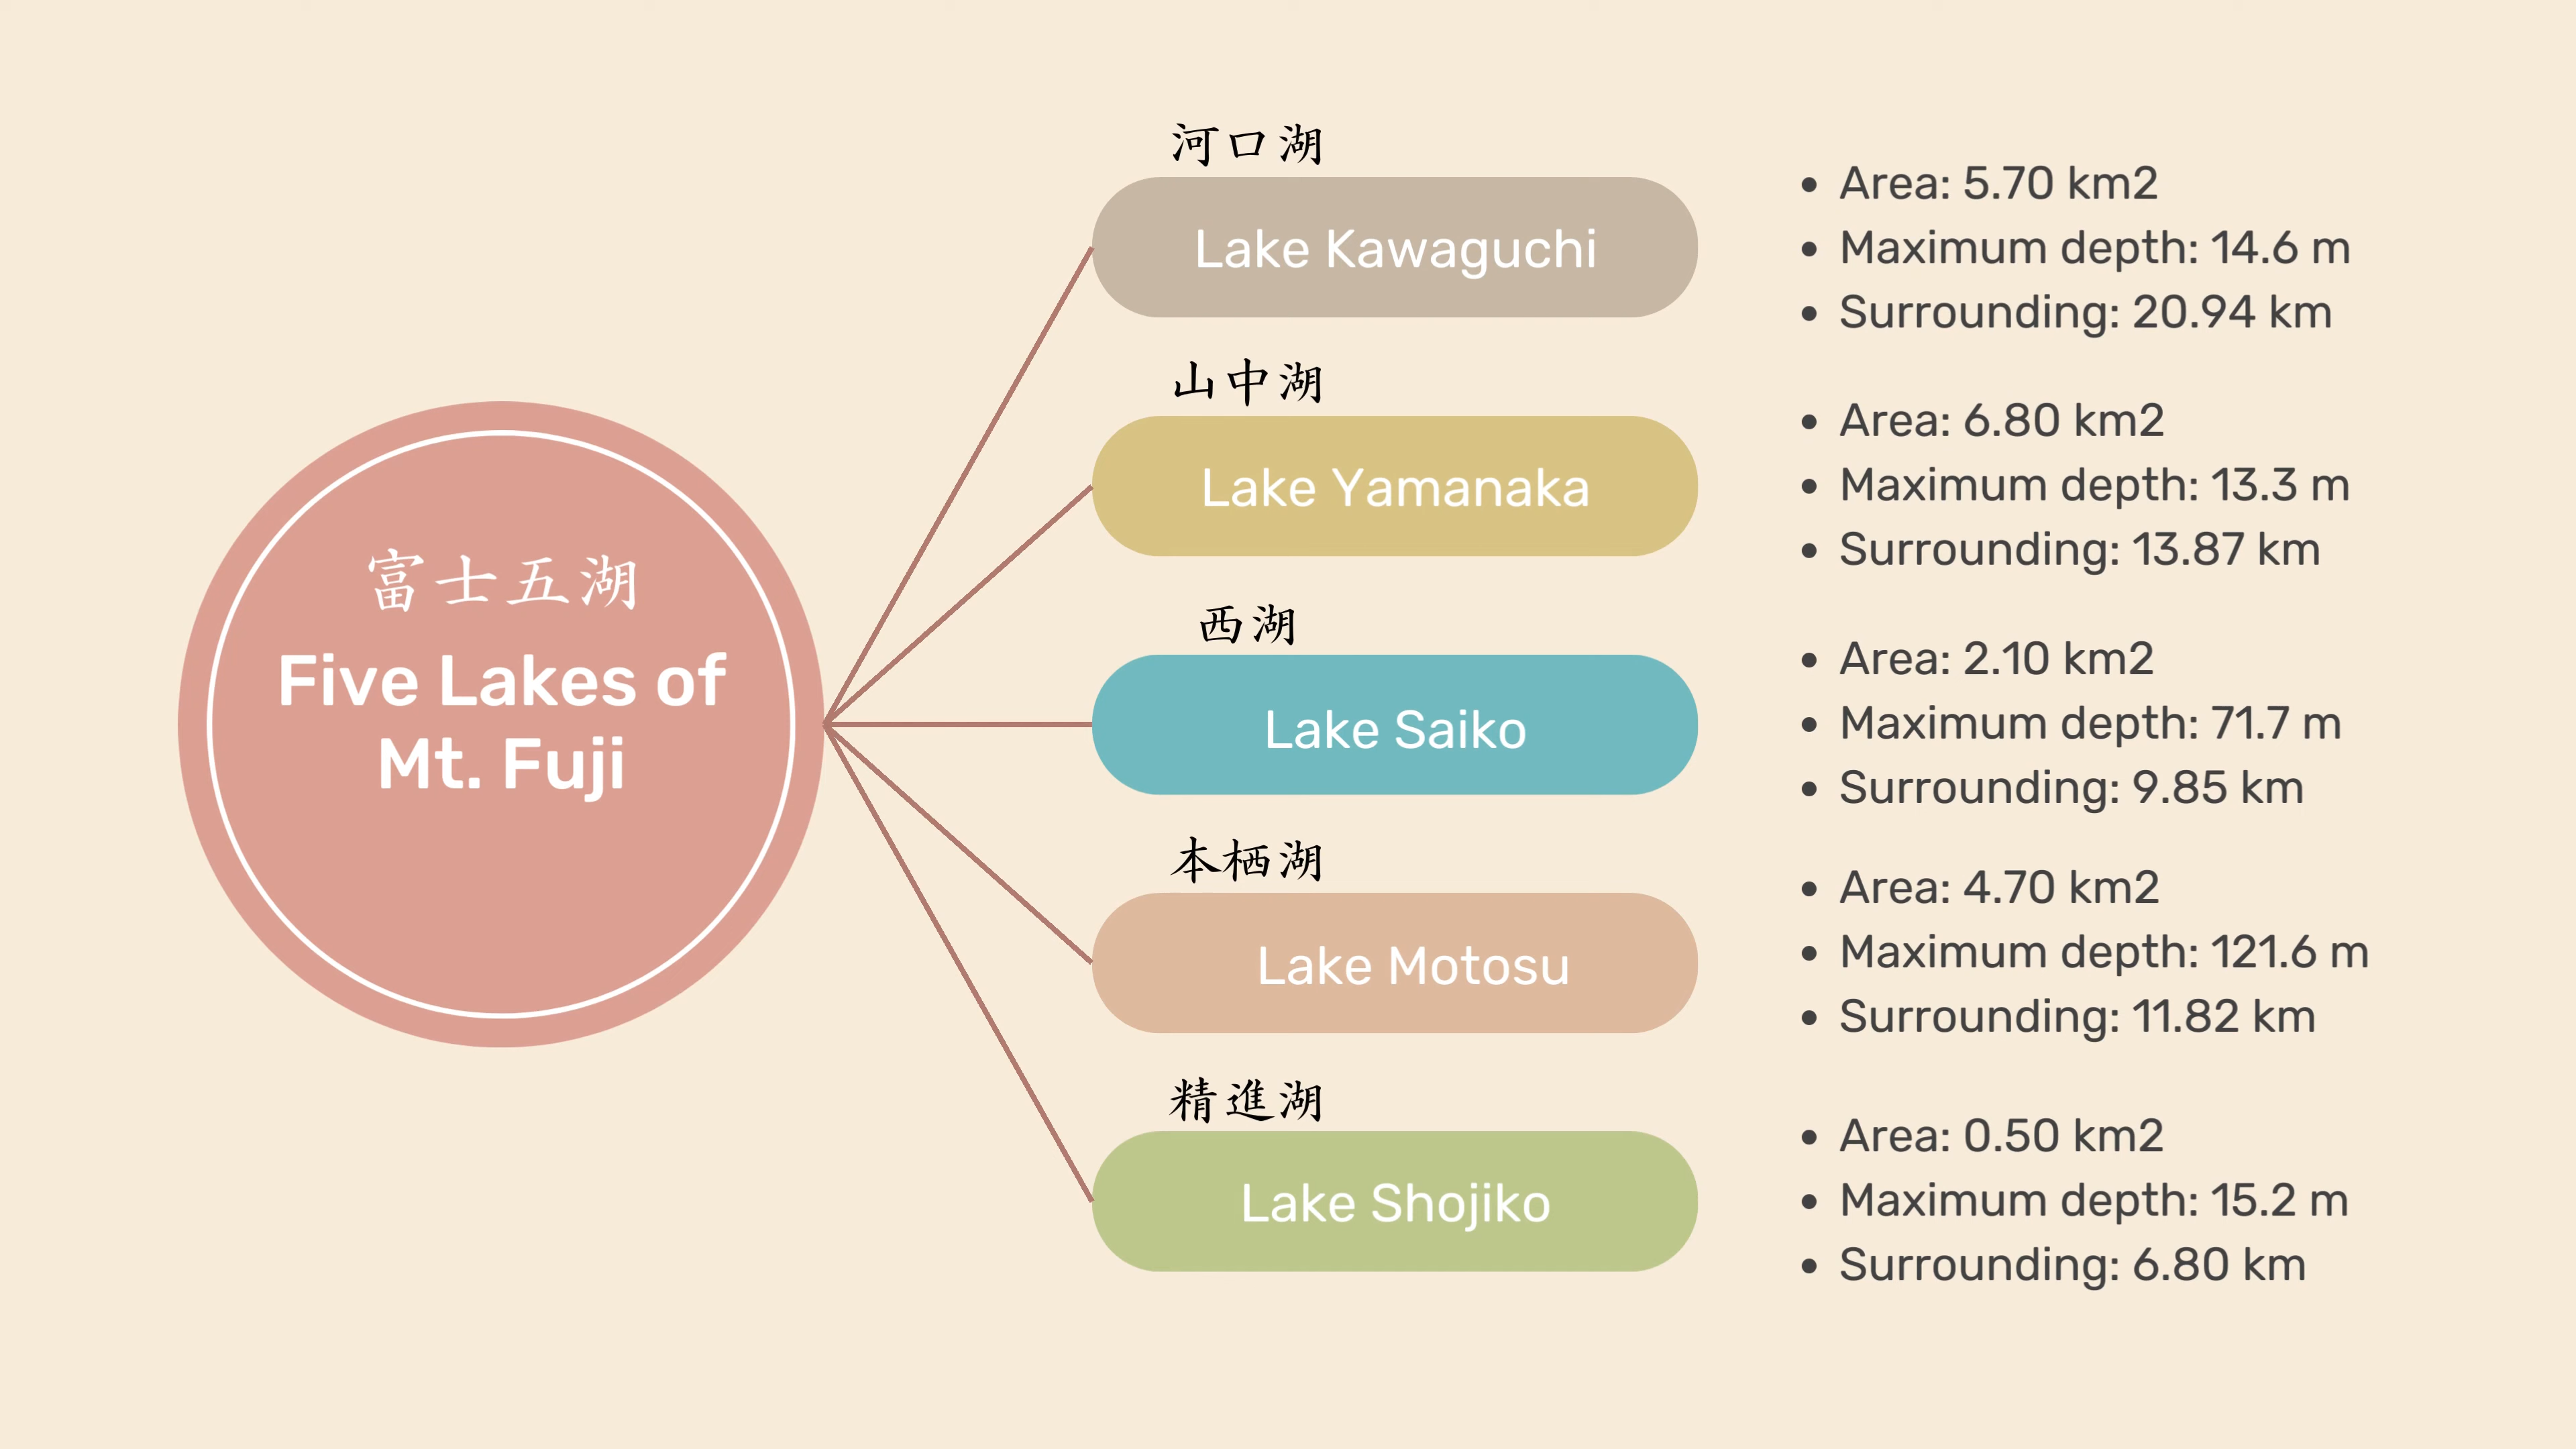 富士五湖
Five Lakes of
Mt. Fuji
河口湖
Lake Kawaguchi
• Area: 5.70 km2
• Maximum depth: 14.6 m
• Surrounding: 20.94 km
山中湖
Lake Yamanaka
• Area: 6.80 km2
• Maximum depth: 13.3 m
• Surrounding: 13.87 km
西湖
Lake Saiko
• Area: 2.10 km2
• Maximum depth: 71.7 m
• Surrounding: 9.85 km
本栖湖
Lake Motosu
• Area: 4.70 km2
• Maximum depth: 121.6 m
• Surrounding: 11.82 km
精進湖
Lake Shojiko
• Area: 0.50 km2
• Maximum depth: 15.2 m
• Surrounding: 6.80 km